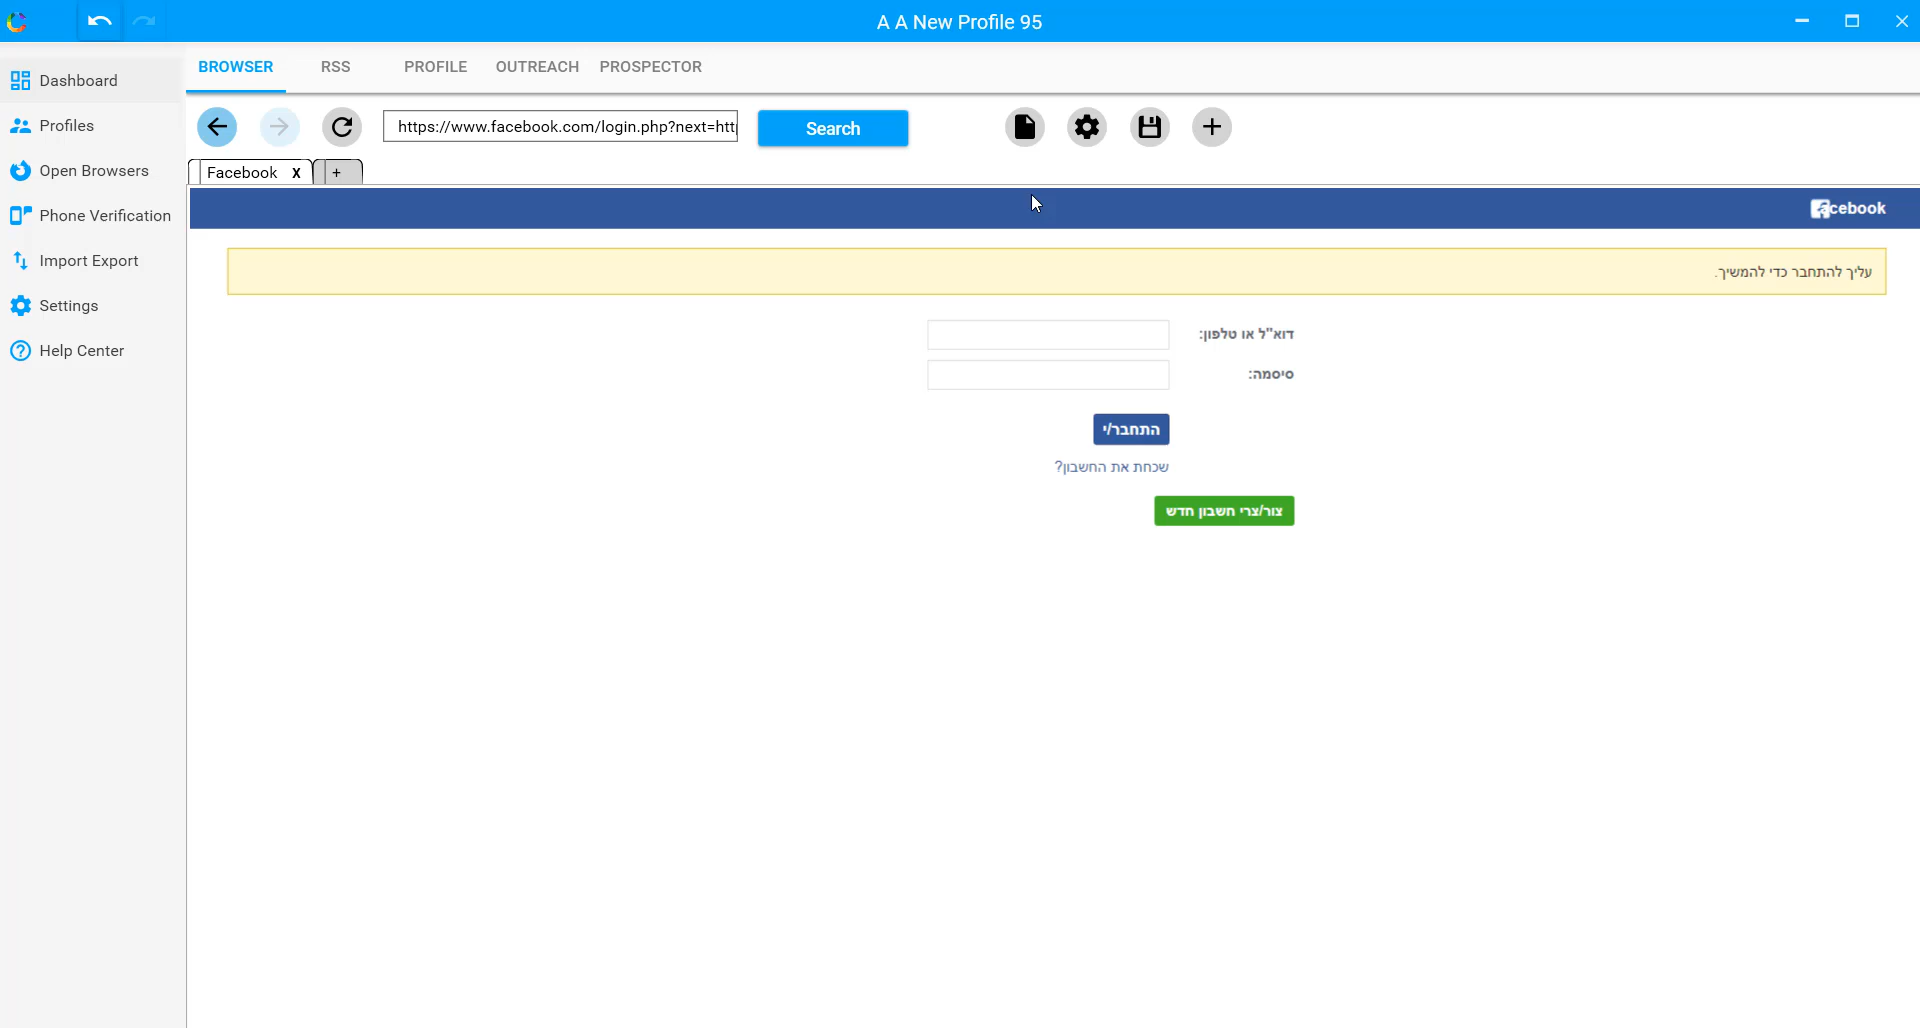 A A New Profile 95
Dashboard
Profiles
Open Browsers
Phone Verification
Import Export
Settings
Help Center
BROWSER RSS PROFILE OUTREACH PROSPECTOR
https://www.facebook.com/login.php?next=htt
Search
Facebook X +
facebook
עליך להתחבר כדי להמשיך.
דוא"ל או טלפון:
סיסמה:
התחבר/י
שכחת את החשבון?
צור/צרי חשבון חדש